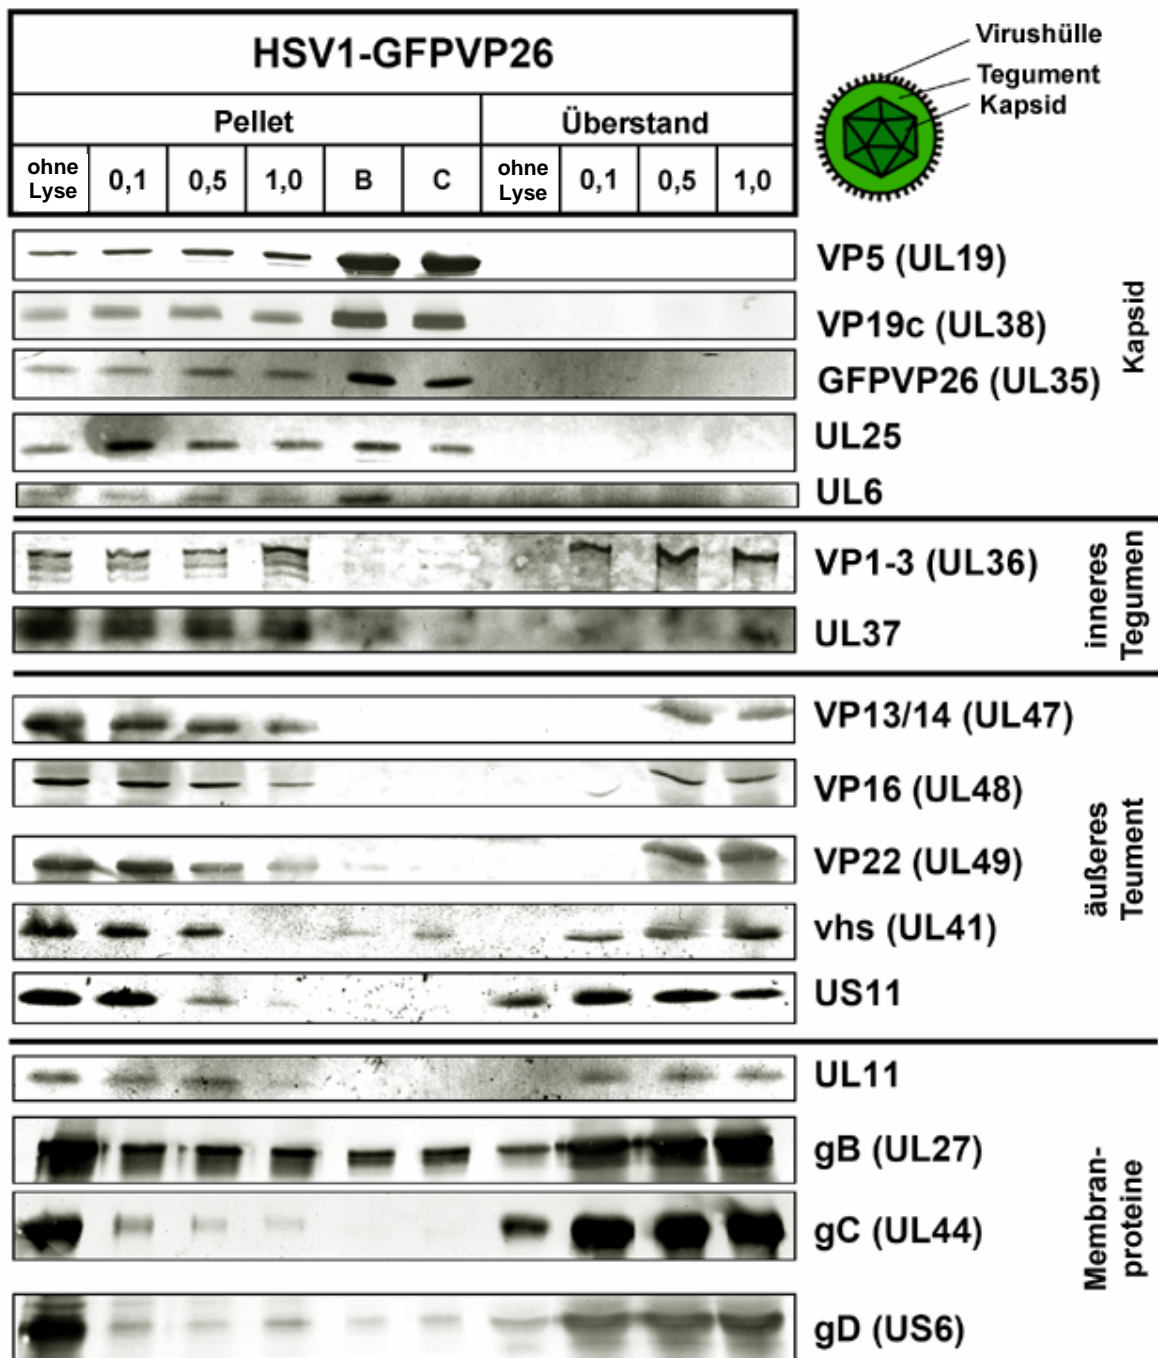 HSV1-GFPVP26
Pellet
Überstand
ohne
Lyse
0,1
0,5
1,0
B
C
ohne
Lyse
0,1
0,5
1,0
Virushülle
Tegument
Kapsid
VP5 (UL19)
VP19c (UL38)
GFPVP26 (UL35)
UL25
UL6
Kapsid
VP1-3 (UL36)
UL37
inneres
Tegumen
VP13/14 (UL47)
VP16 (UL48)
VP22 (UL49)
vhs (UL41)
US11
äußeres
Teument
UL11
gB (UL27)
gC (UL44)
gD (US6)
Membran-
proteine